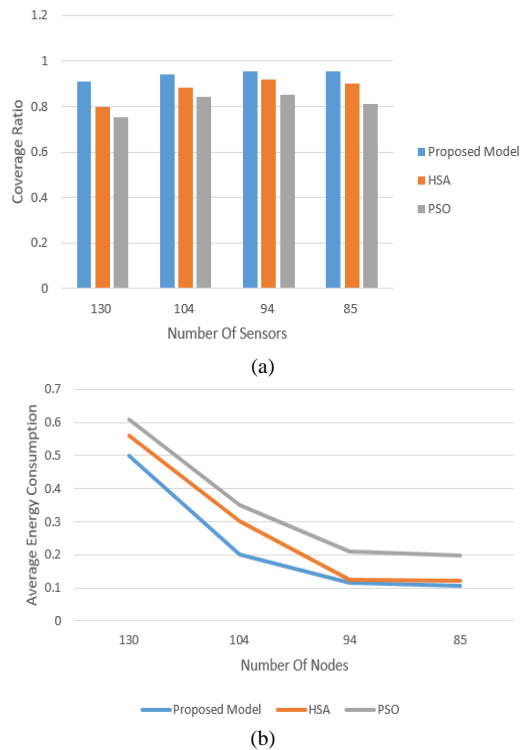 1.2
1
0.8
0.6
0.4
0.2
0
Coverage Ratio
130 104 94 85
Number Of Sensors
Proposed Model
HSA
PSO
(a)
0.7
0.6
0.5
0.4
0.3
0.2
0.1
0
Average Energy Consumption
130 104 94 85
Number Of Nodes
Proposed Model HSA PSO
(b)